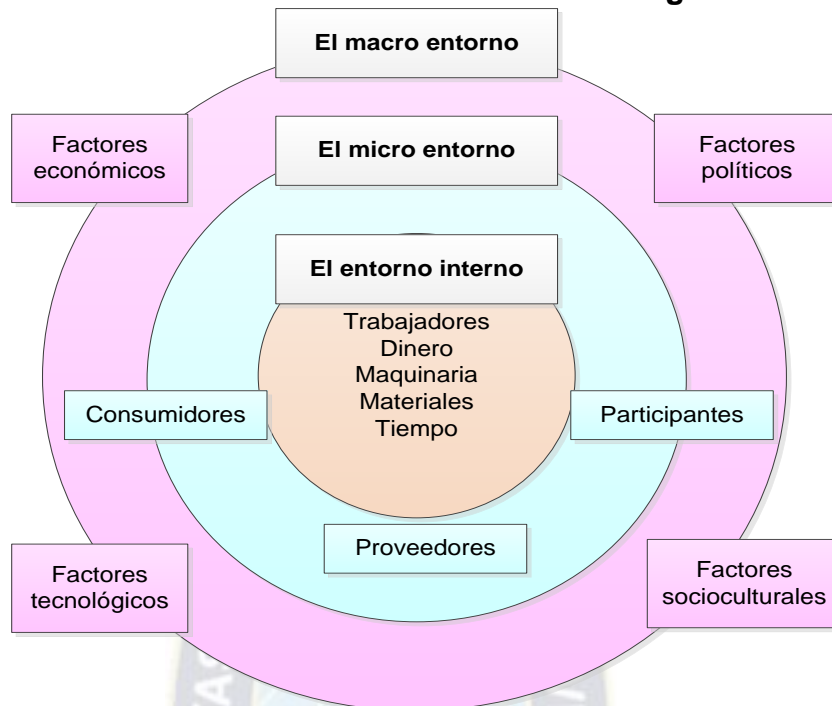 El macro entorno
Factores
económicos
El micro entorno
Factores
políticos
El entorno interno
Trabajadores
Dinero
Maquinaria
Materiales
Tiempo
Consumidores
Participantes
Proveedores
Factores
tecnológicos
Factores
socioculturales